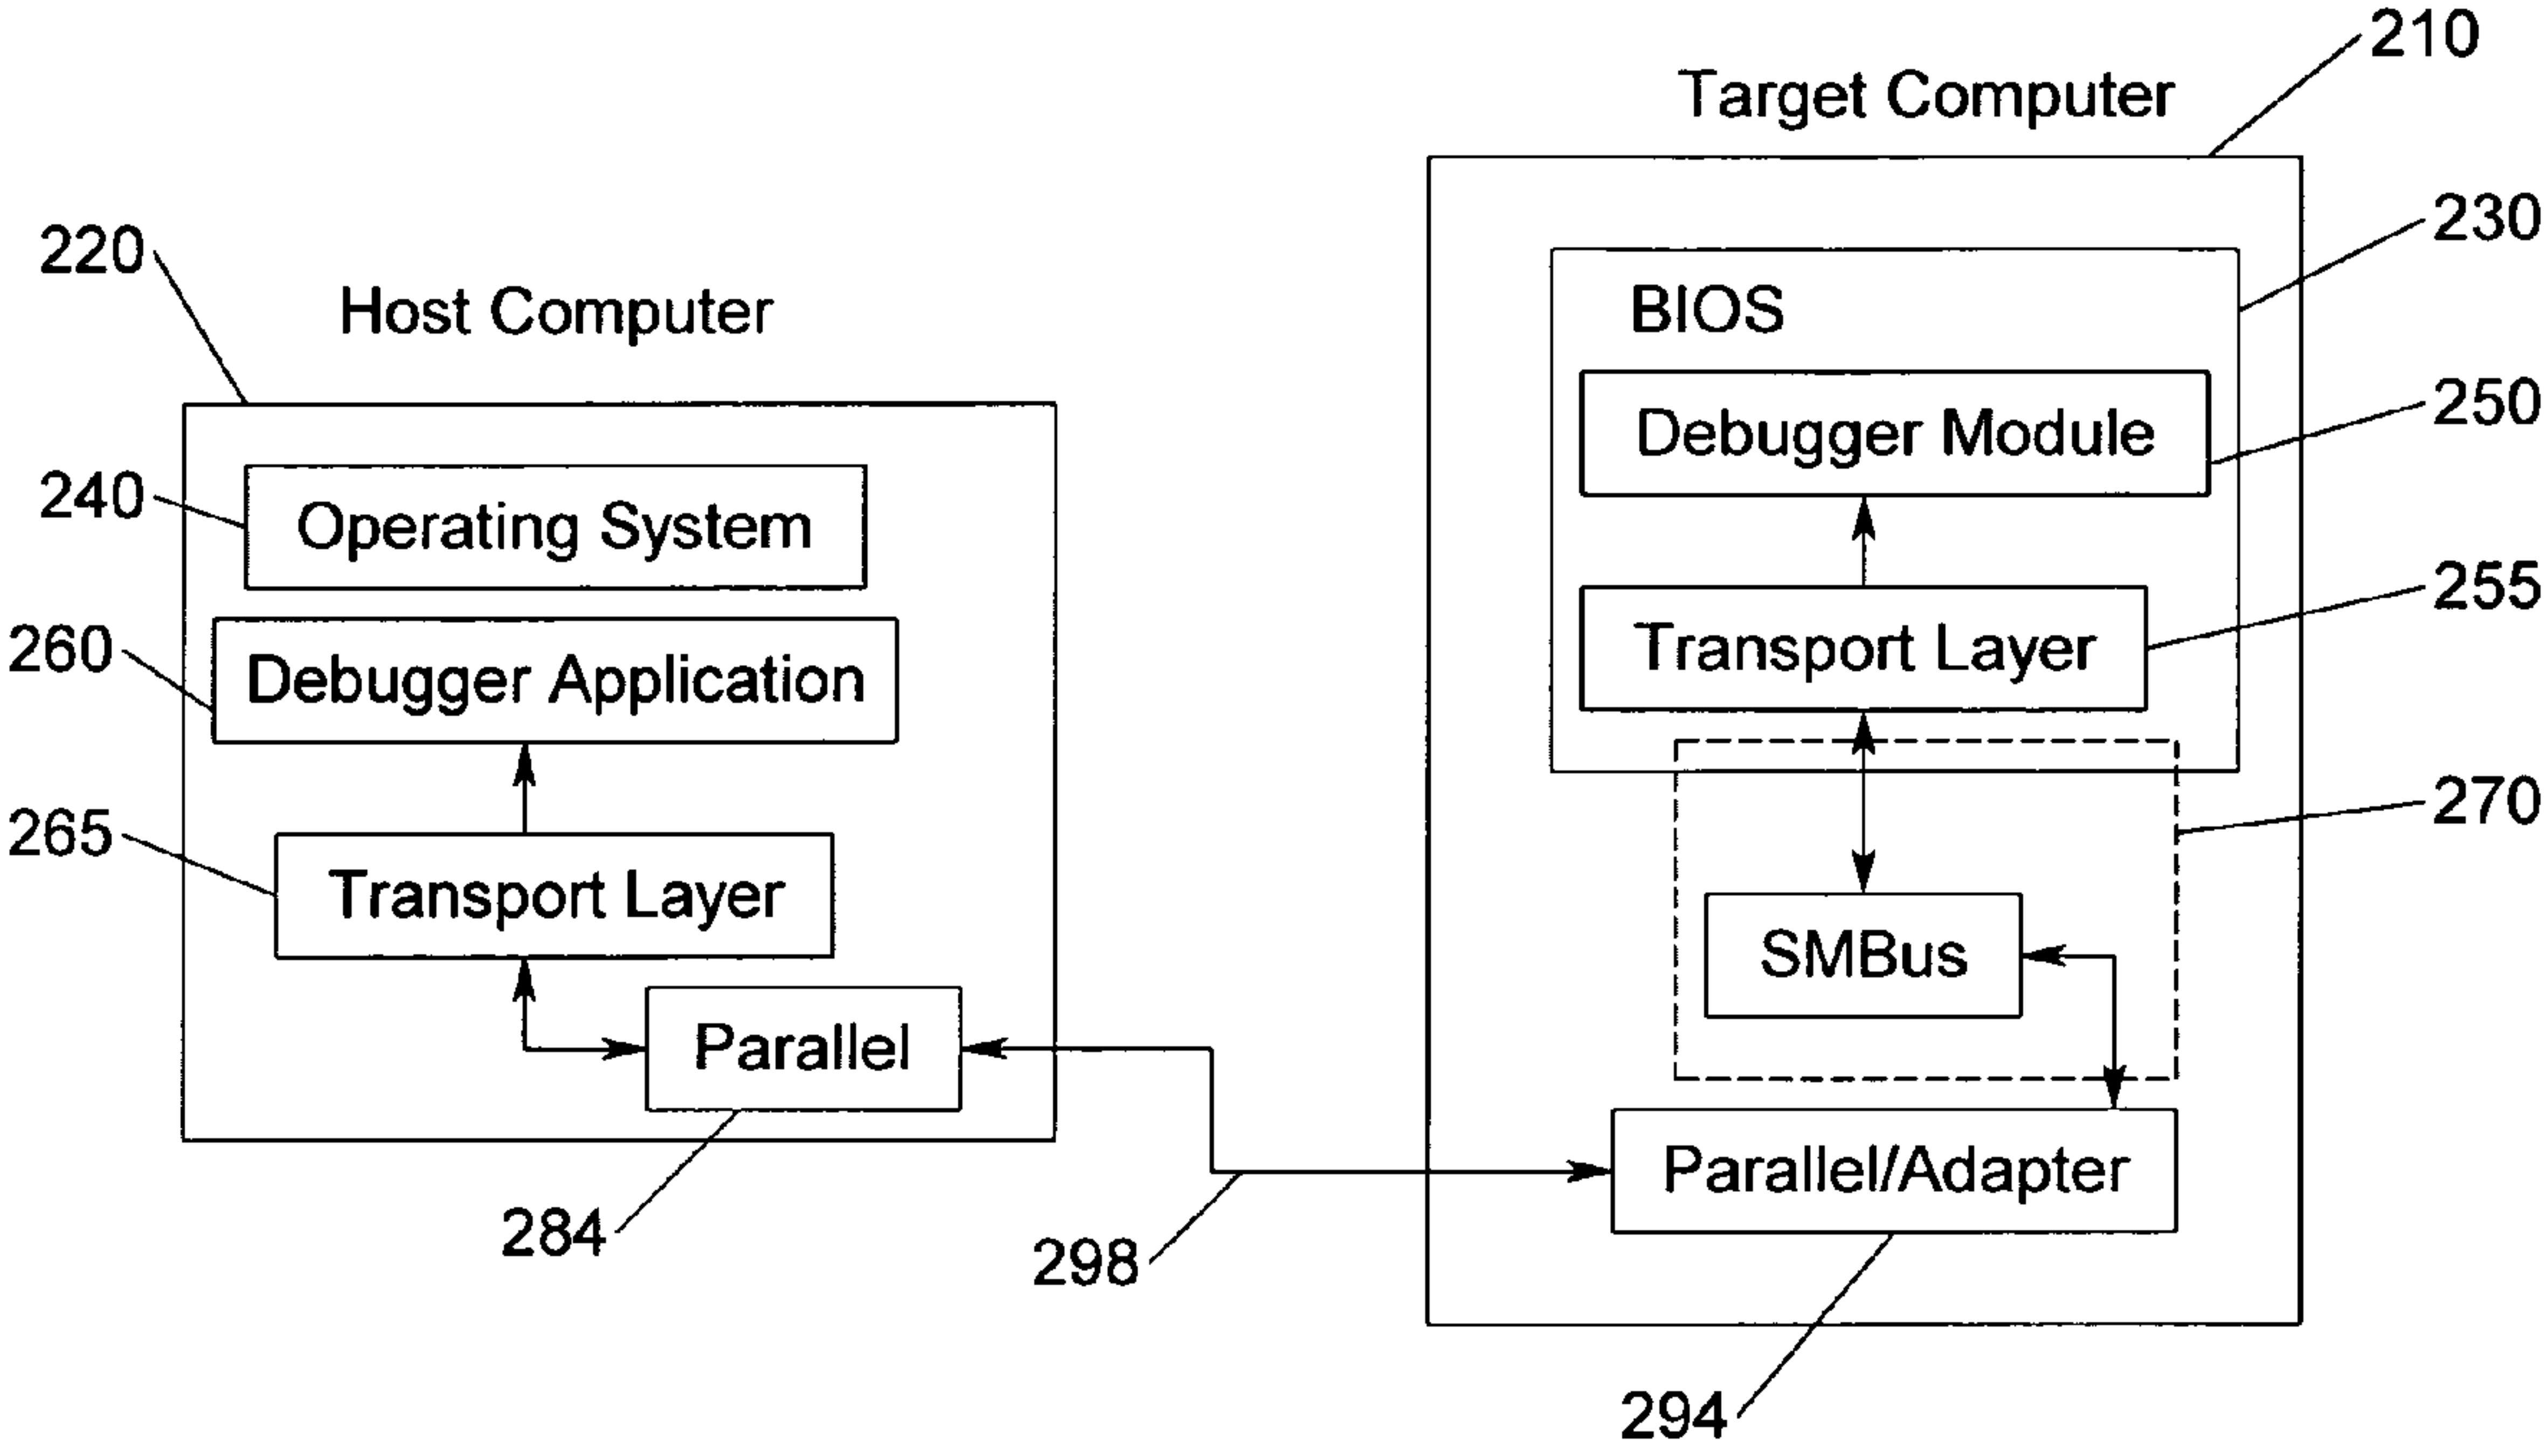 210
Target Computer
230
220
Host Computer
BIOS
250
Debugger Module
240
Operating System
255
Transport Layer
260
Debugger Application
270
265
Transport Layer
SMBus
Parallel
Parallel/Adapter
284
298
294